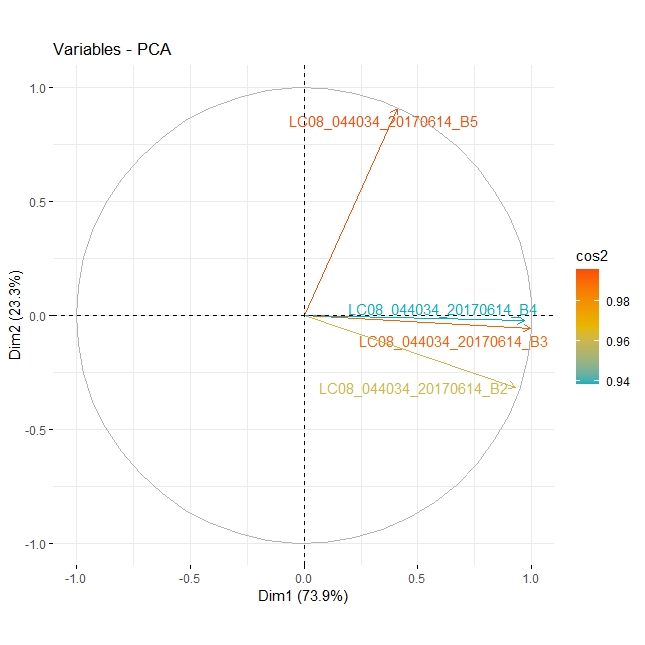 Variables - PCA
1.0
LC08_044034_20170614_B5
0.5
cos2
0.98
LC08_044034_20170614_B4
0.0
LC08_044034_20170614_B3
0.96
0.94
LC08_044034_20170614_B2
-0.5
-1.0
Dim2 (23.3%)
-1.0 -0.5 0.0 0.5 1.0
Dim1 (73.9%)